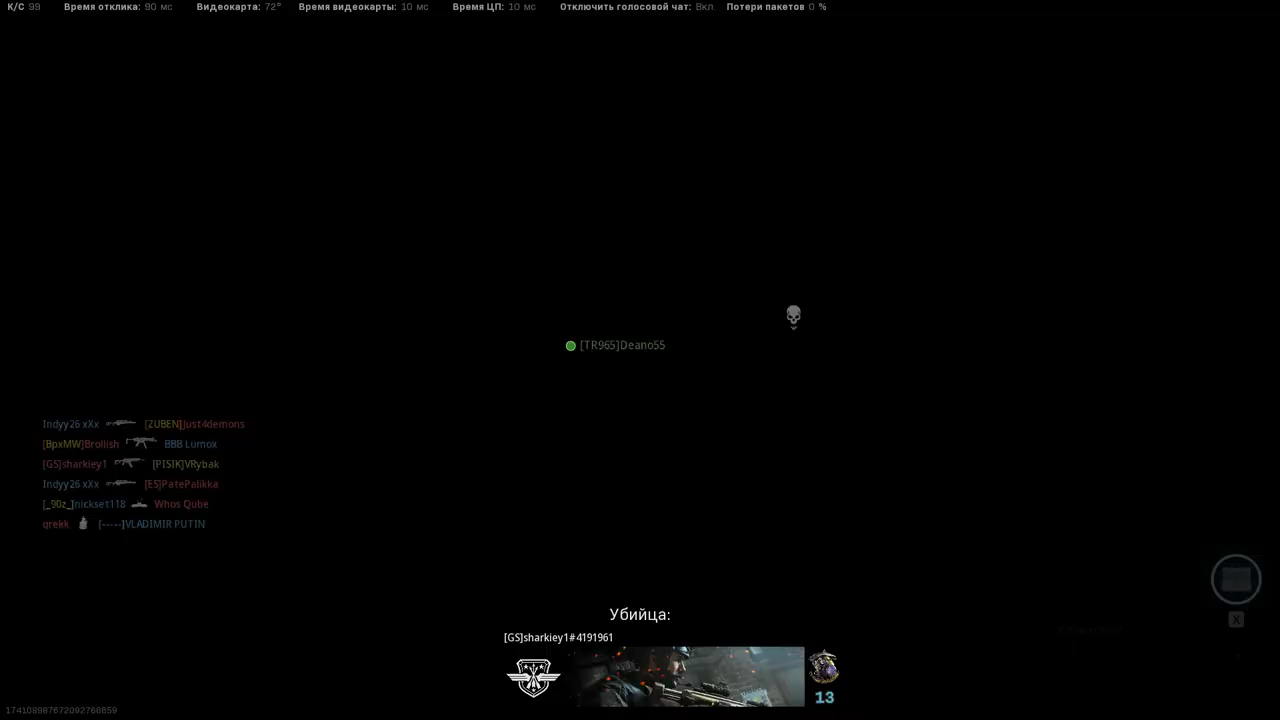 К/С 99 Время отклика: 90 мс Видеокарта: 72° Время видеокарты: 10 мс Время ЦП: 10 мс Отключить голосовой чат: Вкл. Потери пакетов 0 %
[TR965]Deano55
Indyy26 xXx [ZUBEN]Just4demons
[BpxMW]Brollish BBB Lumox
[GS]sharkiey1 [PISIK]VRybak
Indyy26 xXx [ES]PatePalikka
[_90z_]nickset118 Whos Qube
qrekk [-----]VLADIMIR PUTIN
X
Убийца:
[GS]sharkiey1#4191961
13
17410898767209276​0859